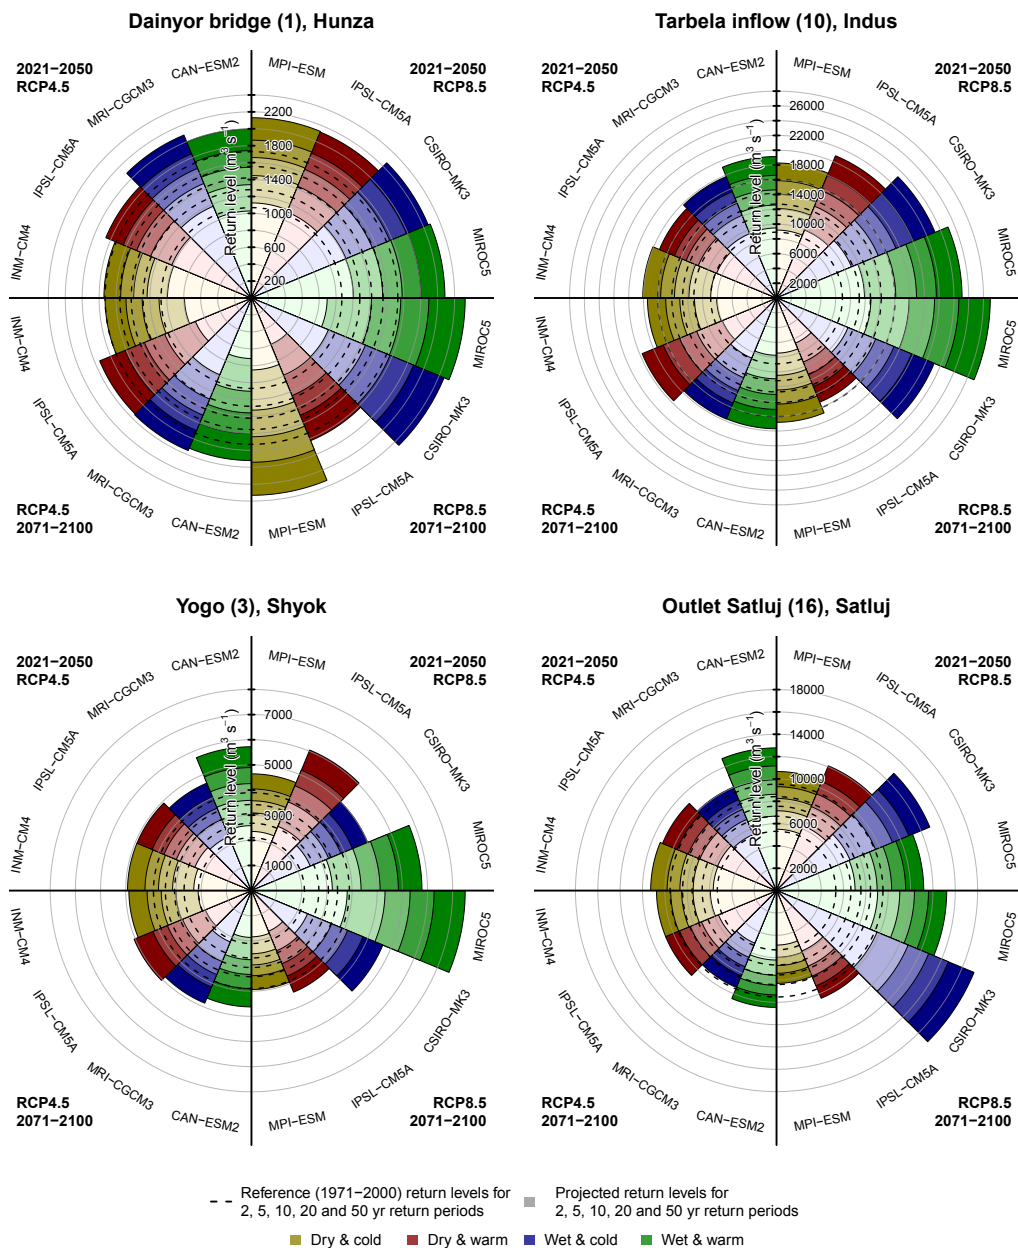 Dainyor bridge (1), Hunza
2021−2050
RCP4.5
2021−2050
RCP8.5
CAN−ESM2
MPI−ESM
MRI−CGCM3
IPSL−CM5A
IPSL−CM5A
CSIRO−MK3
INM−CM4
MIROC5
INM−CM4
MIROC5
IPSL−CM5A
CSIRO−MK3
MRI−CGCM3
IPSL−CM5A
CAN−ESM2
MPI−ESM
2200
1800
1400
1000
600
200
Return level (m³ s⁻¹)
RCP4.5
2071−2100
RCP8.5
2071−2100
Tarbela inflow (10), Indus
2021−2050
RCP4.5
2021−2050
RCP8.5
CAN−ESM2
MPI−ESM
MRI−CGCM3
IPSL−CM5A
IPSL−CM5A
CSIRO−MK3
INM−CM4
MIROC5
INM−CM4
MIROC5
IPSL−CM5A
CSIRO−MK3
MRI−CGCM3
IPSL−CM5A
CAN−ESM2
MPI−ESM
26000
22000
18000
14000
10000
6000
2000
Return level (m³ s⁻¹)
RCP4.5
2071−2100
RCP8.5
2071−2100
Yogo (3), Shyok
2021−2050
RCP4.5
2021−2050
RCP8.5
CAN−ESM2
MPI−ESM
MRI−CGCM3
IPSL−CM5A
IPSL−CM5A
CSIRO−MK3
INM−CM4
MIROC5
INM−CM4
MIROC5
IPSL−CM5A
CSIRO−MK3
MRI−CGCM3
IPSL−CM5A
CAN−ESM2
MPI−ESM
7000
5000
3000
1000
Return level (m³ s⁻¹)
RCP4.5
2071−2100
RCP8.5
2071−2100
Outlet Satluj (16), Satluj
2021−2050
RCP4.5
2021−2050
RCP8.5
CAN−ESM2
MPI−ESM
MRI−CGCM3
IPSL−CM5A
IPSL−CM5A
CSIRO−MK3
INM−CM4
MIROC5
INM−CM4
MIROC5
IPSL−CM5A
CSIRO−MK3
MRI−CGCM3
IPSL−CM5A
CAN−ESM2
MPI−ESM
18000
14000
10000
6000
2000
Return level (m³ s⁻¹)
RCP4.5
2071−2100
RCP8.5
2071−2100
Reference (1971−2000) return levels for
2, 5, 10, 20 and 50 yr return periods
Projected return levels for
2, 5, 10, 20 and 50 yr return periods
Dry & cold
Dry & warm
Wet & cold
Wet & warm